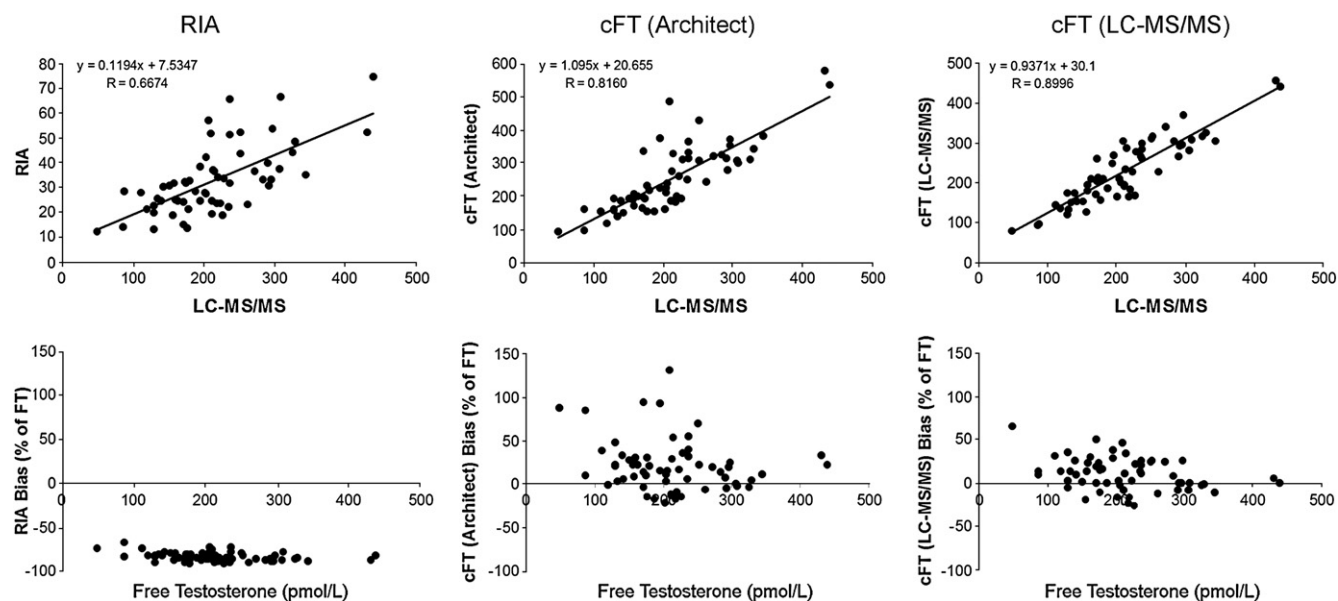 RIA
cFT (Architect)
cFT (LC-MS/MS)
y = 0.1194x + 7.5347
R = 0.6674
80
70
60
50
40
30
20
10
0
RIA
0 100 200 300 400 500
LC-MS/MS
y = 1.095x + 20.655
R = 0.8160
600
500
400
300
200
100
0
cFT (Architect)
0 100 200 300 400 500
LC-MS/MS
y = 0.9371x + 30.1
R = 0.8996
500
400
300
200
100
0
cFT (LC-MS/MS)
0 100 200 300 400 500
LC-MS/MS
150
100
50
0
-50
-100
RIA Bias (% of FT)
100 200 300 400 500
Free Testosterone (pmol/L)
150
100
50
0
-50
-100
cFT (Architect) Bias (% of FT)
100 200 300 400 500
Free Testosterone (pmol/L)
150
100
50
0
-50
-100
cFT (LC-MS/MS) Bias (% of FT)
100 200 300 400 500
Free Testosterone (pmol/L)